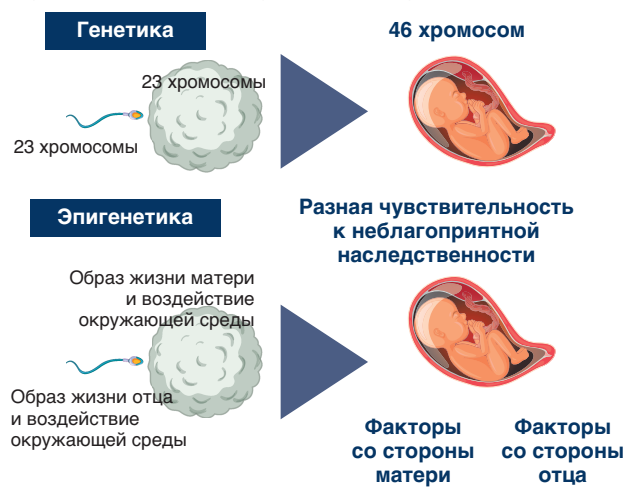 Генетика
46 хромосом
23 хромосомы
23 хромосомы
Эпигенетика
Разная чувствительность
к неблагоприятной
наследственности
Образ жизни матери
и воздействие
окружающей среды
Образ жизни отца
и воздействие
окружающей среды
Факторы
со стороны
матери
Факторы
со стороны
отца